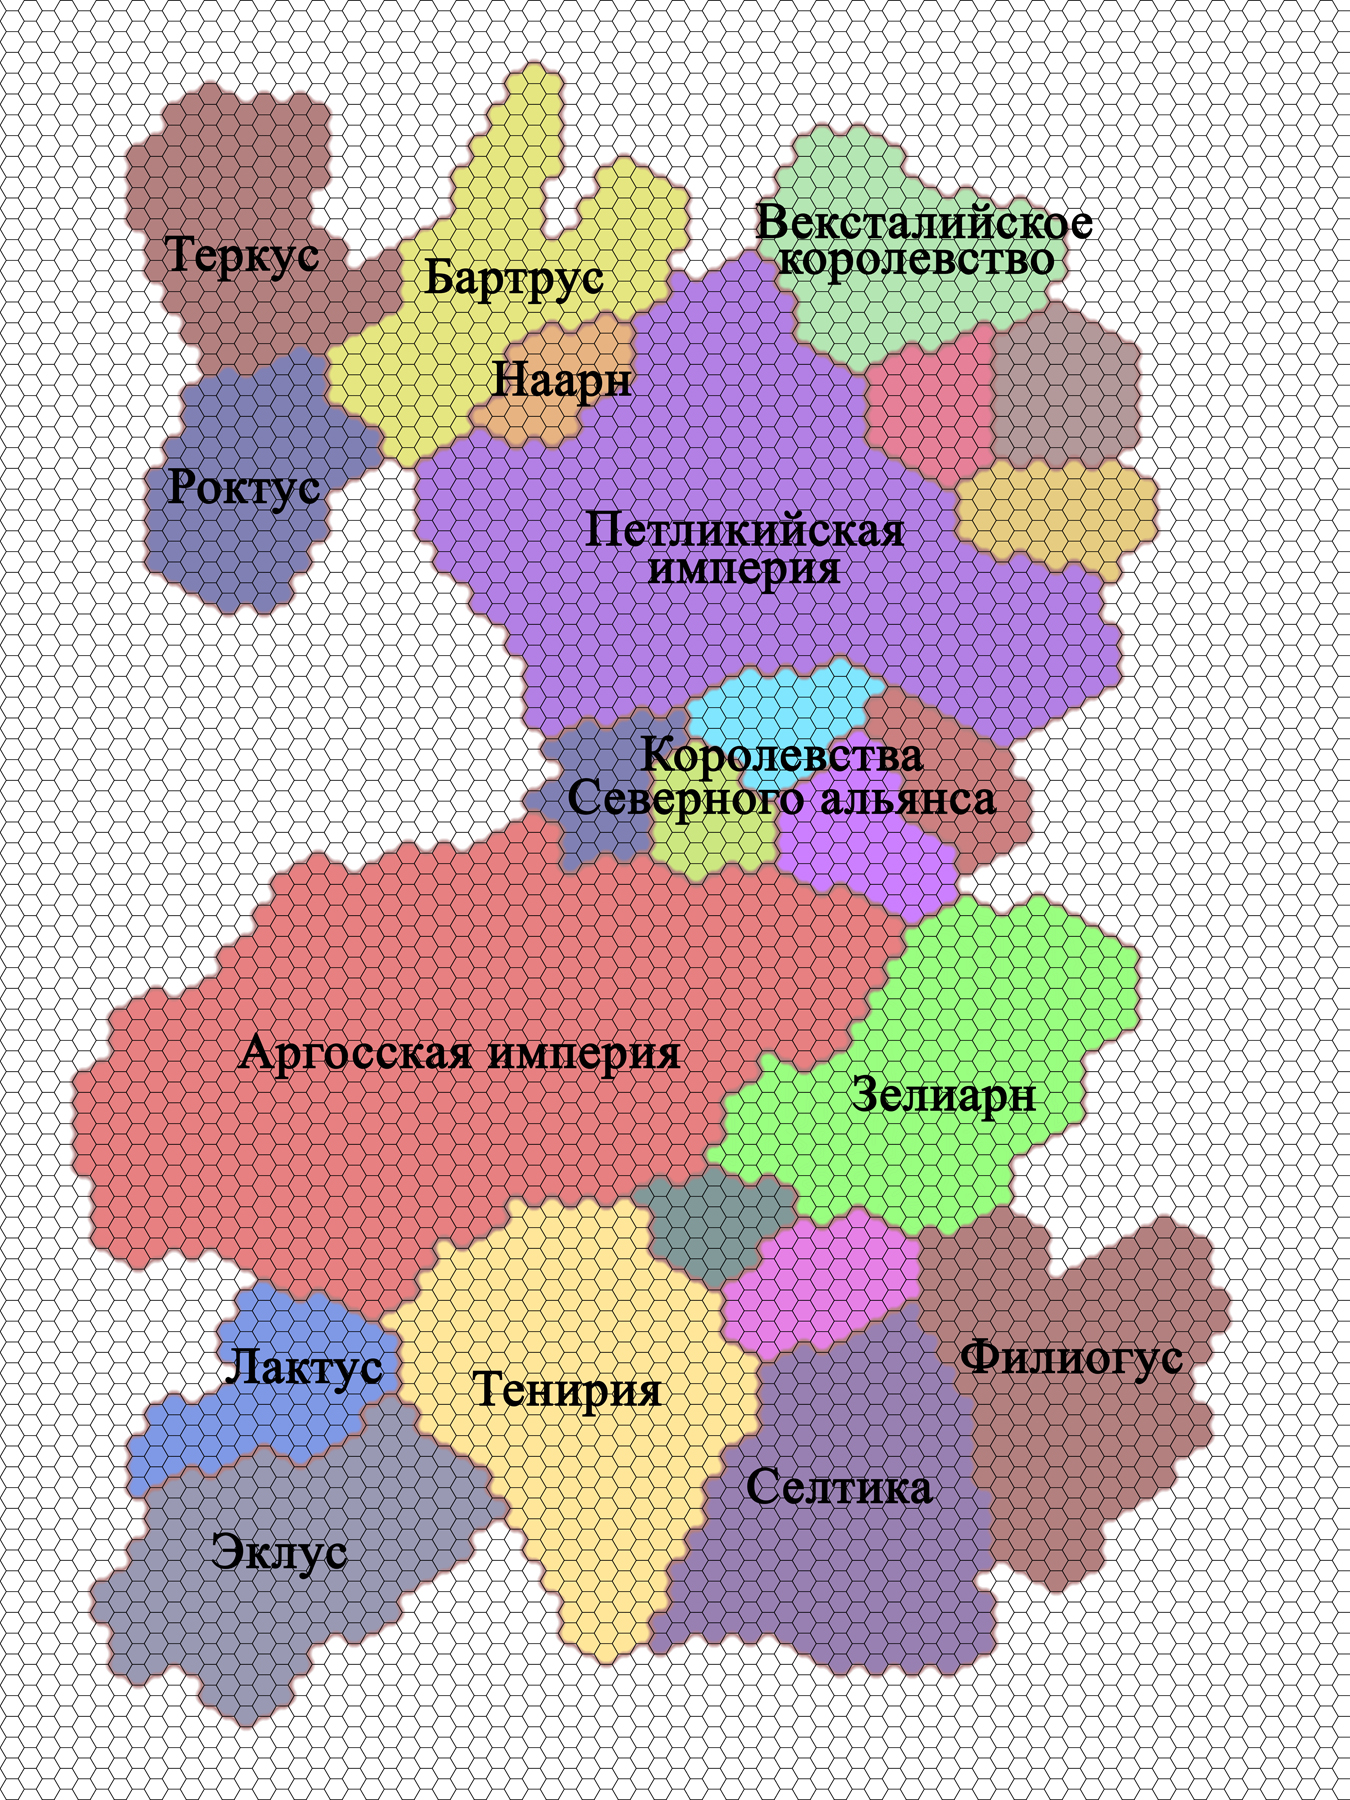 Вексталийское
королевство
Теркус
Бартрус
Наарн
Роктус
Петликийская
империя
Королевства
Северного альянса
Аргосская империя
Зелиарн
Лактус
Тенирия
Филиогус
Селтика
Эклус